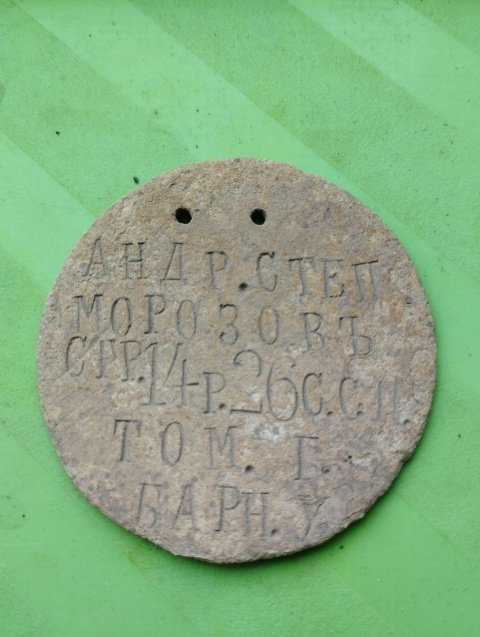 АНДР. СТЕП
МОРОЗОВЪ
СТР. 14 Р. 26 С. С. П.
ТОМ. Г.
БАРН. У.